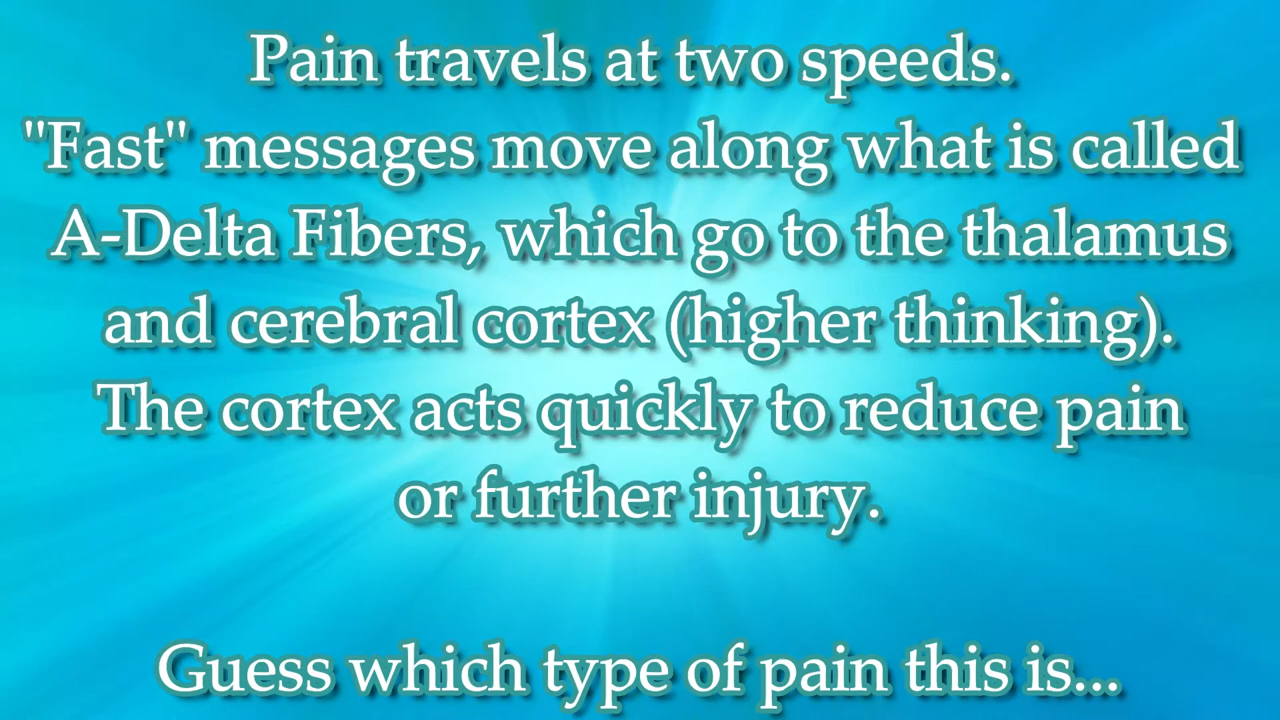 Pain travels at two speeds.
"Fast" messages move along what is called
A-Delta Fibers, which go to the thalamus
and cerebral cortex (higher thinking).
The cortex acts quickly to reduce pain
or further injury.
Guess which type of pain this is...